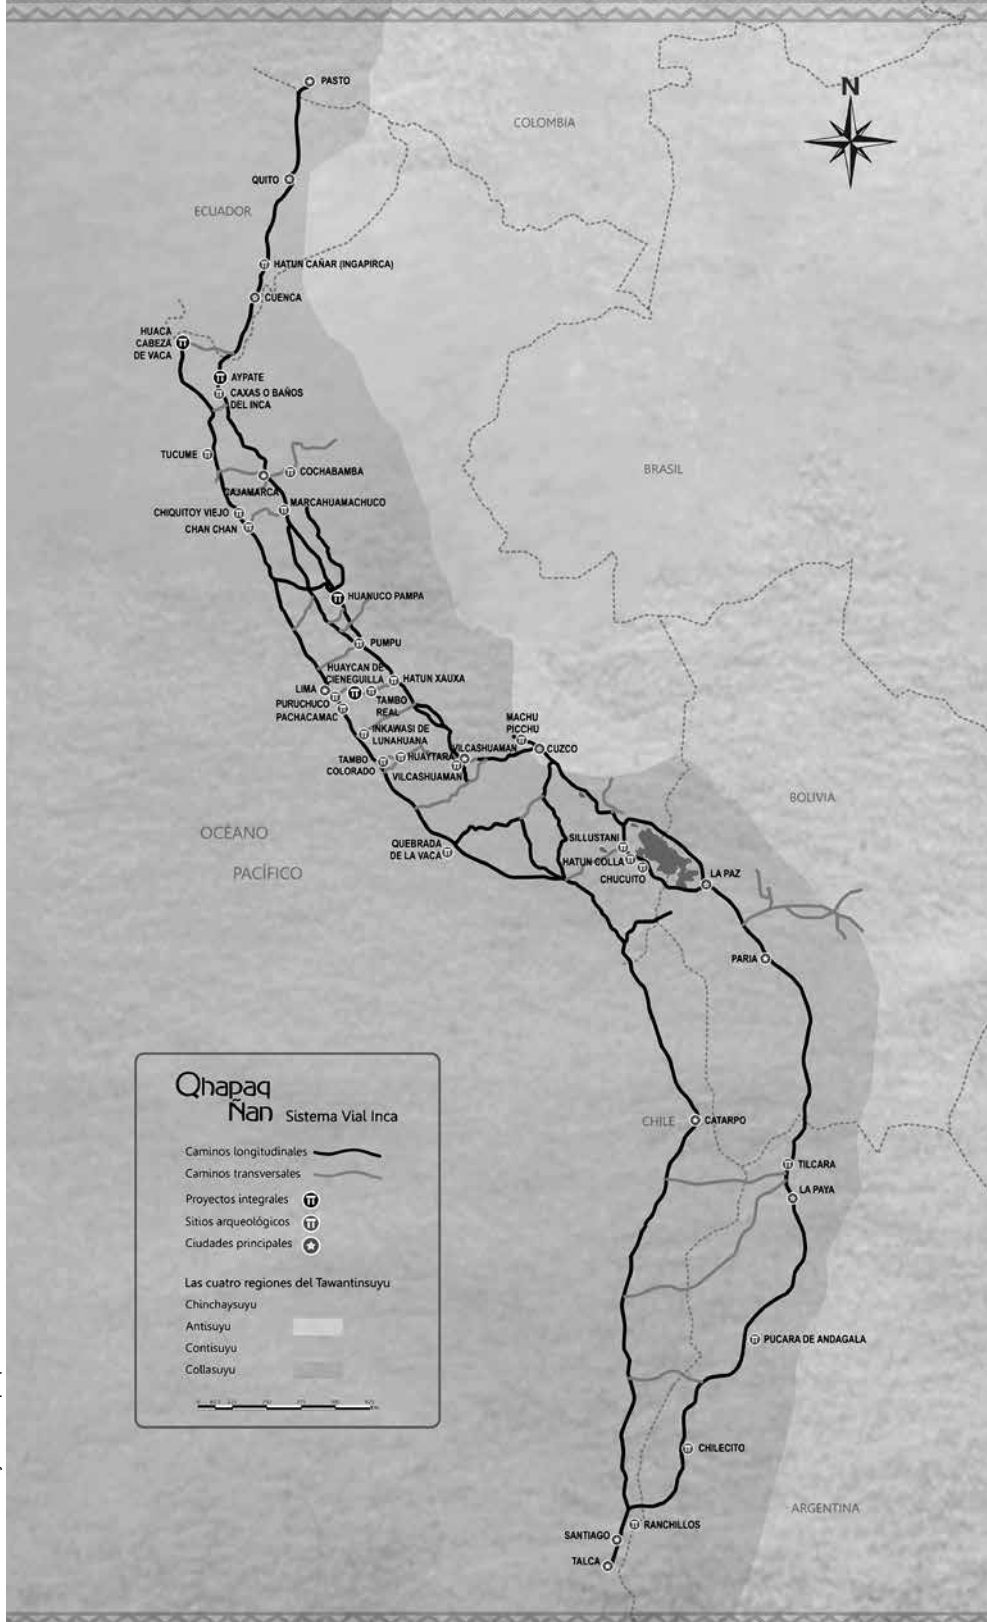 N
PASTO
COLOMBIA
QUITO
ECUADOR
HATUN CAÑAR (INGAPIRCA)
CUENCA
HUACA
CABEZA
DE VACA
AYPATE
CAXAS O BAÑOS
DEL INCA
TUCUME
COCHABAMBA
BRASIL
CAJAMARCA
MARCAHUAMACHUCO
CHIQUITOY VIEJO
CHAN CHAN
HUANUCO PAMPA
PUMPU
HUAYCAN DE
CIENEGUILLA
HATUN XAUXA
LIMA
PURUCHUCO
PACHACAMAC
TAMBO
REAL
INKAWASI DE
LUNAHUANA
MACHU
PICCHU
VILCASHUAMAN
CUZCO
HUAYTARA
TAMBO
COLORADO
VILCASHUAMAN
BOLIVIA
OCÉANO
PACÍFICO
QUEBRADA
DE LA VACA
SILLUSTANI
HATUN COLLA
CHUCUITO
LA PAZ
PARIA
CHILE
CATARPO
TILCARA
LA PAYA
PUCARA DE ANDAGALA
CHILECITO
ARGENTINA
RANCHILLOS
SANTIAGO
TALCA
Qhapaq
Ñan Sistema Vial Inca
Caminos longitudinales
Caminos transversales
Proyectos integrales
Sitios arqueológicos
Ciudades principales
Las cuatro regiones del Tawantinsuyu
Chinchaysuyu
Antisuyu
Contisuyu
Collasuyu